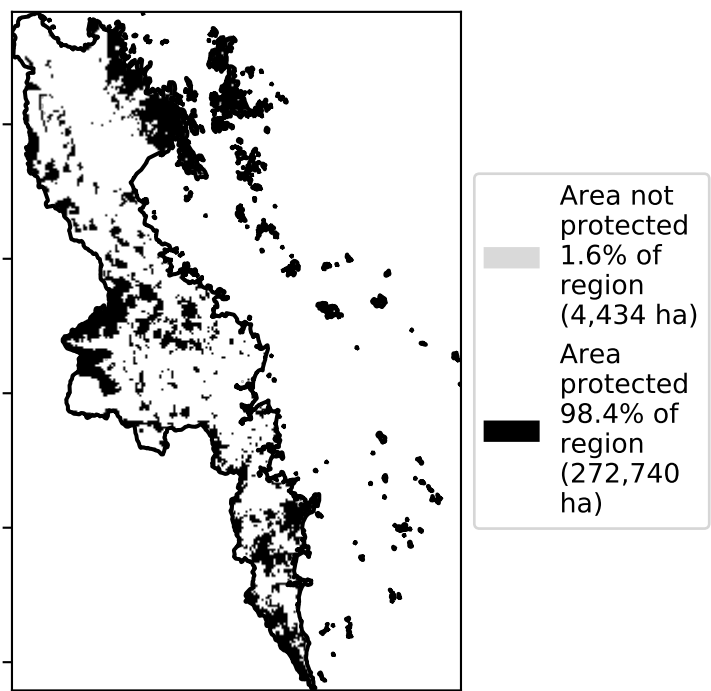 Area not
protected
1.6% of
region
(4,434 ha)
Area
protected
98.4% of
region
(272,740
ha)